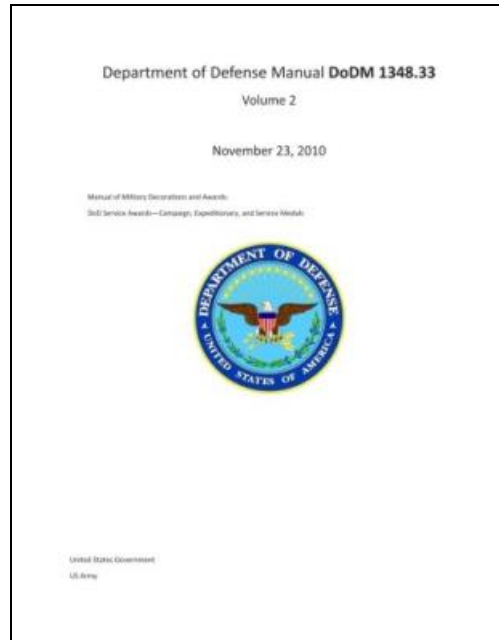 Department of Defense Manual DoDM 1348.33
Volume 2
November 23, 2010
Manual of Military Decorations and Awards:
DoD Service Awards—Campaign, Expeditionary, and Service Medals
DEPARTMENT OF DEFENSE
UNITED STATES OF AMERICA
United States Government
US Army